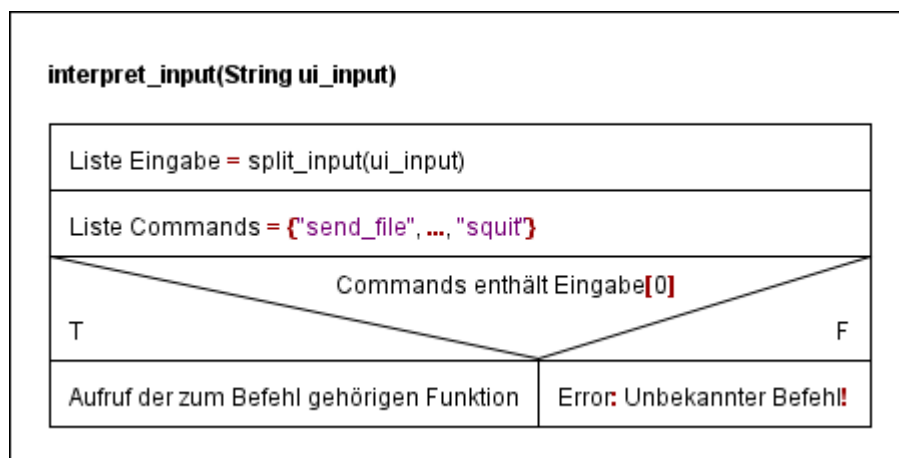 interpret_input(String ui_input)
Liste Eingabe = split_input(ui_input)
Liste Commands = {"send_file", ..., "squit"}
Commands enthält Eingabe[0]
T
F
Aufruf der zum Befehl gehörigen Funktion
Error: Unbekannter Befehl!